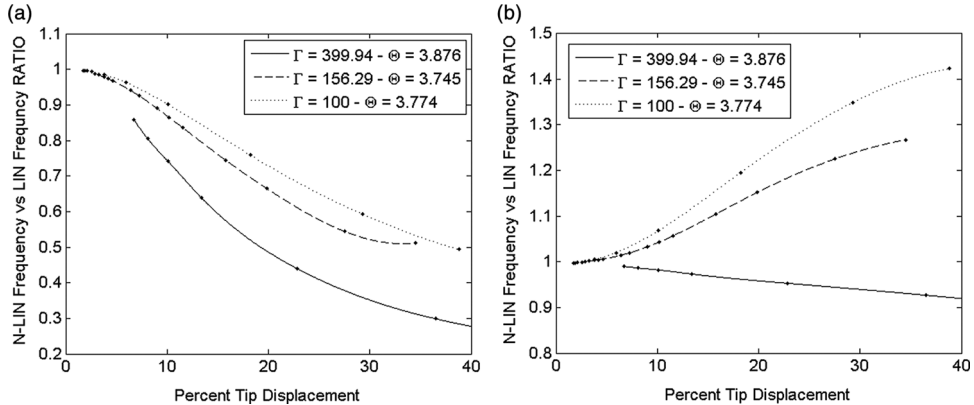 (a)
N-LIN Frequency vs LIN Frequncy RATIO
1.1
1
0.9
0.8
0.7
0.6
0.5
0.4
0.3
0.2
Γ = 399.94 - Θ = 3.876
Γ = 156.29 - Θ = 3.745
Γ = 100 - Θ = 3.774
0 10 20 30 40
Percent Tip Displacement
(b)
N-LIN Frequency vs LIN Frequncy RATIO
1.5
1.4
1.3
1.2
1.1
1
0.9
0.8
Γ = 399.94 - Θ = 3.876
Γ = 156.29 - Θ = 3.745
Γ = 100 - Θ = 3.774
0 10 20 30 40
Percent Tip Displacement